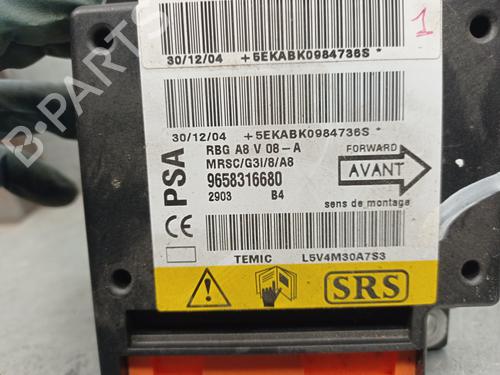 1
30/12/04 +5EKABK0984736S*
30/12/04 +5EKABK0984736S*
PSA
RBG A8 V 08-A
MRSC/G3I/8/A8
9658316680
2903 B4
FORWARD
AVANT
sens de montage
CE
TEMIC L5V4M30A7S3
SRS